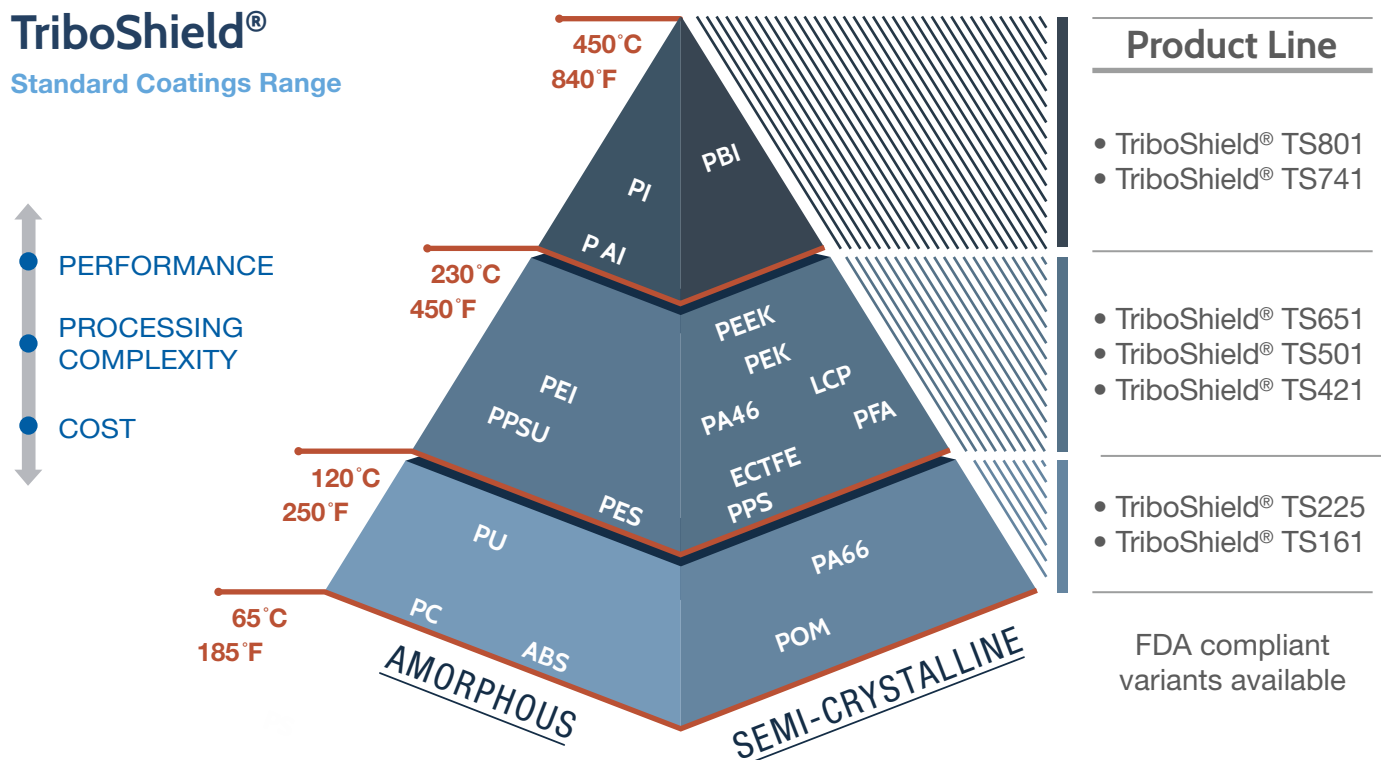 TriboShield®
Standard Coatings Range
PERFORMANCE
PROCESSING
COMPLEXITY
COST
450°C
840°F
230°C
450°F
120°C
250°F
65°C
185°F
PI
P AI
PBI
PEI
PPSU
PES
PEEK
PEK
LCP
PA46
PFA
ECTFE
PPS
PU
PC
ABS
PA66
POM
AMORPHOUS
SEMI-CRYSTALLINE
Product Line
• TriboShield® TS801
• TriboShield® TS741
• TriboShield® TS651
• TriboShield® TS501
• TriboShield® TS421
• TriboShield® TS225
• TriboShield® TS161
FDA compliant
variants available